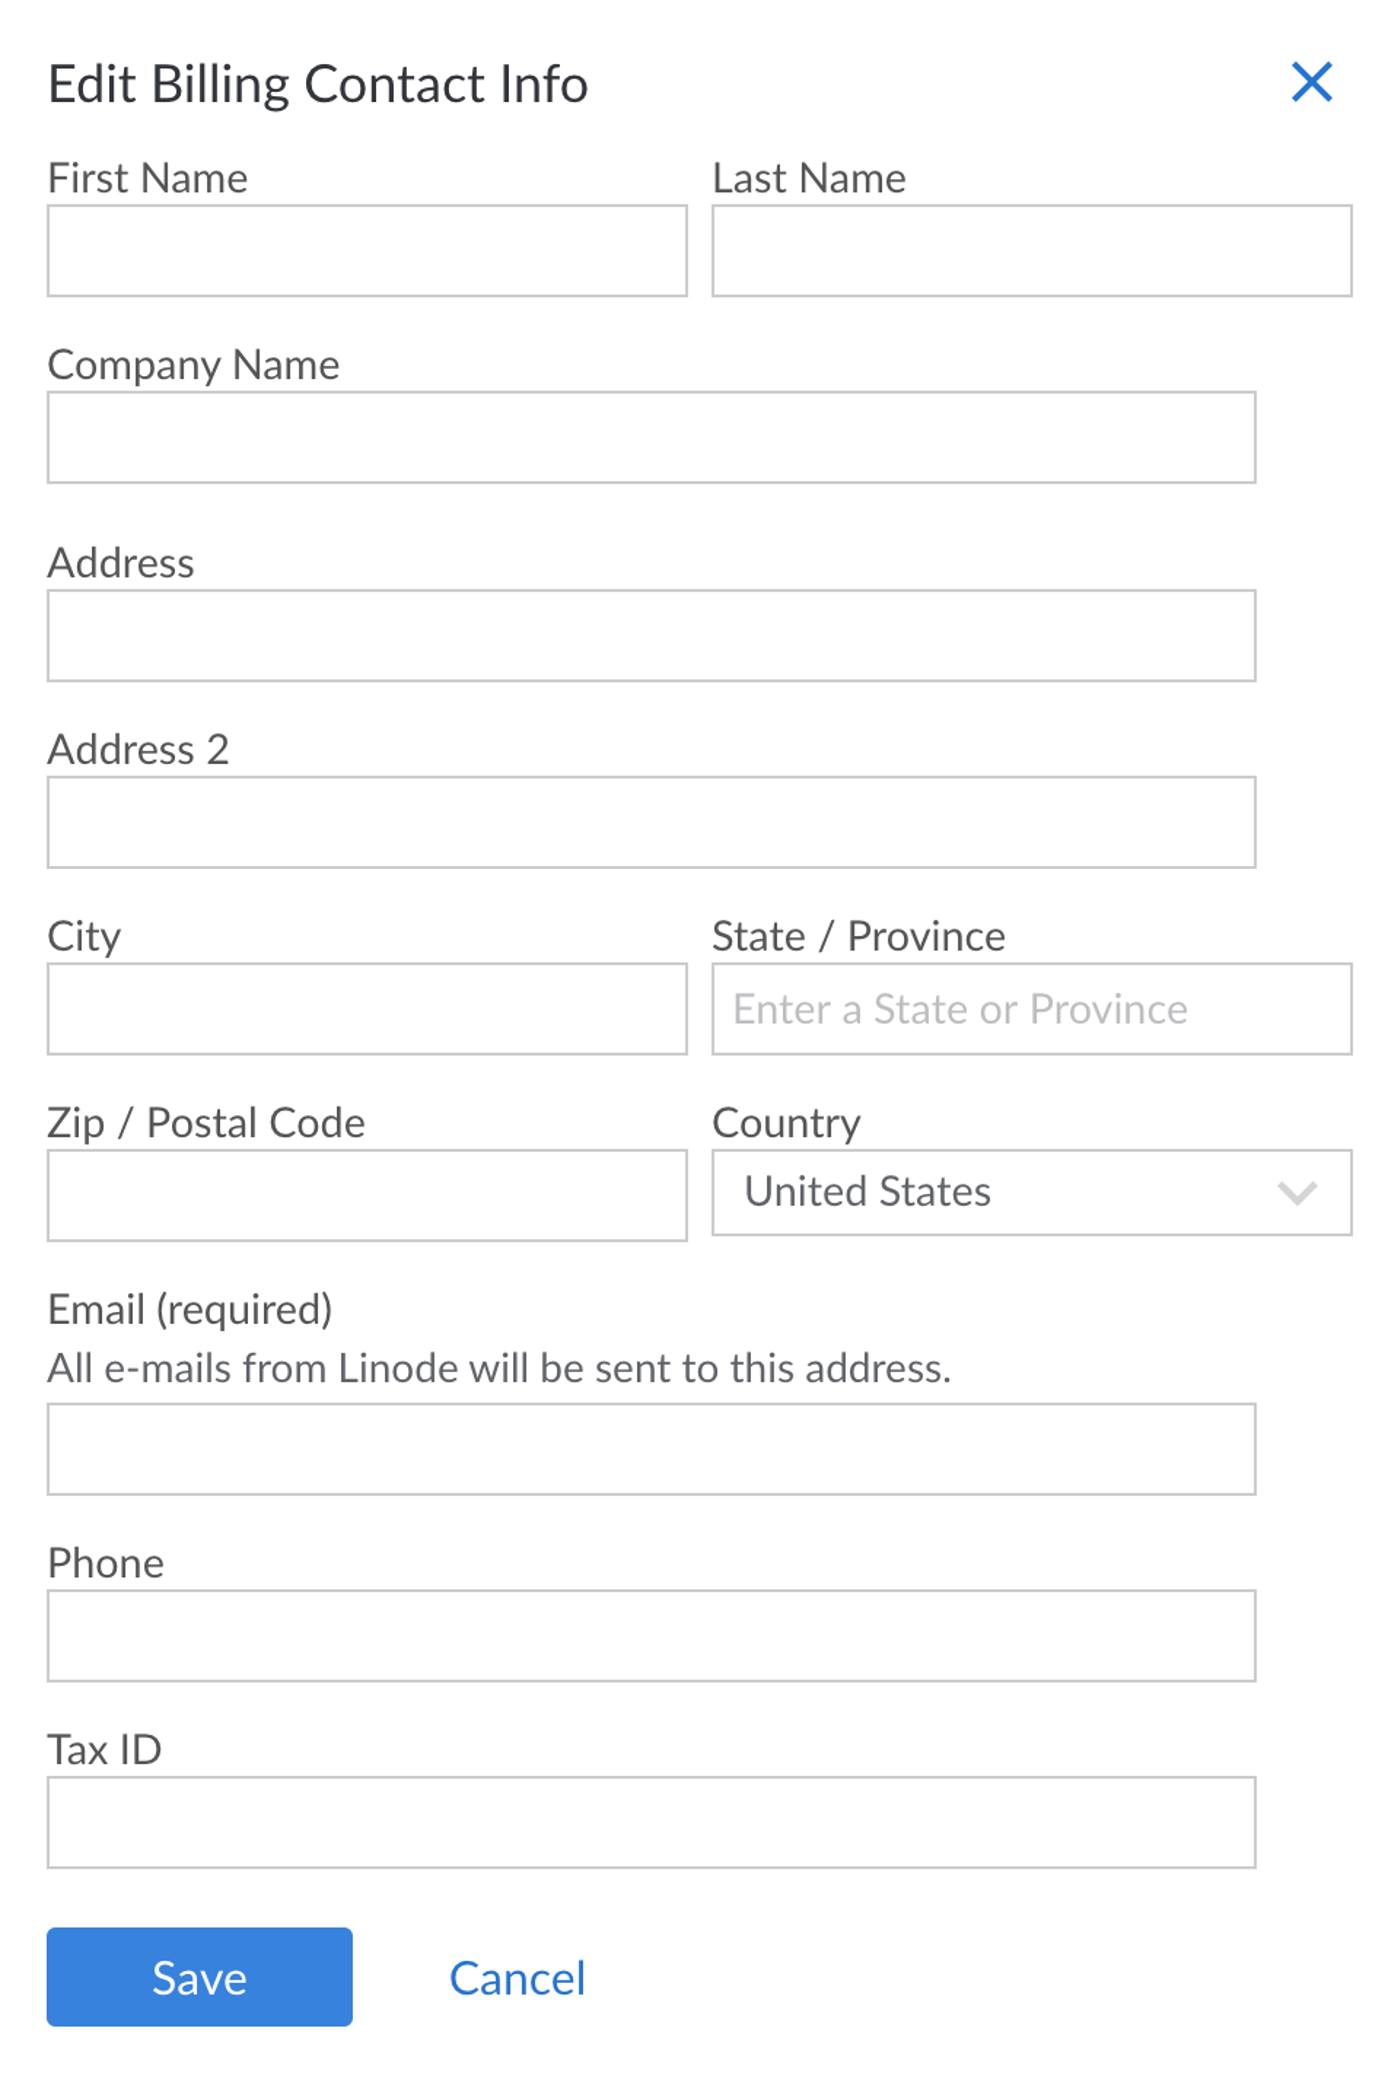 Edit Billing Contact Info
First Name
Last Name
Company Name
Address
Address 2
City
State / Province
Enter a State or Province
Zip / Postal Code
Country
United States
Email (required)
All e-mails from Linode will be sent to this address.
Phone
Tax ID
Save
Cancel